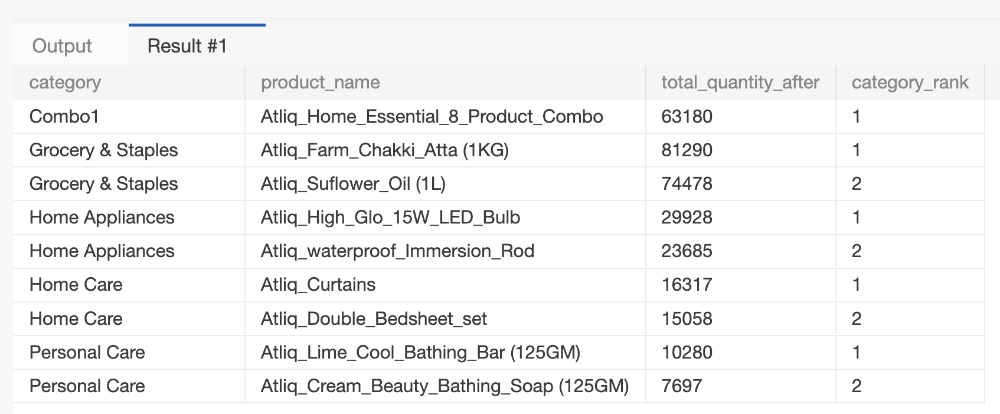 Output Result #1
category product_name total_quantity_after category_rank
Combo1 Atliq_Home_Essential_8_Product_Combo 63180 1
Grocery & Staples Atliq_Farm_Chakki_Atta (1KG) 81290 1
Grocery & Staples Atliq_Suflower_Oil (1L) 74478 2
Home Appliances Atliq_High_Glo_15W_LED_Bulb 29928 1
Home Appliances Atliq_waterproof_Immersion_Rod 23685 2
Home Care Atliq_Curtains 16317 1
Home Care Atliq_Double_Bedsheet_set 15058 2
Personal Care Atliq_Lime_Cool_Bathing_Bar (125GM) 10280 1
Personal Care Atliq_Cream_Beauty_Bathing_Soap (125GM) 7697 2